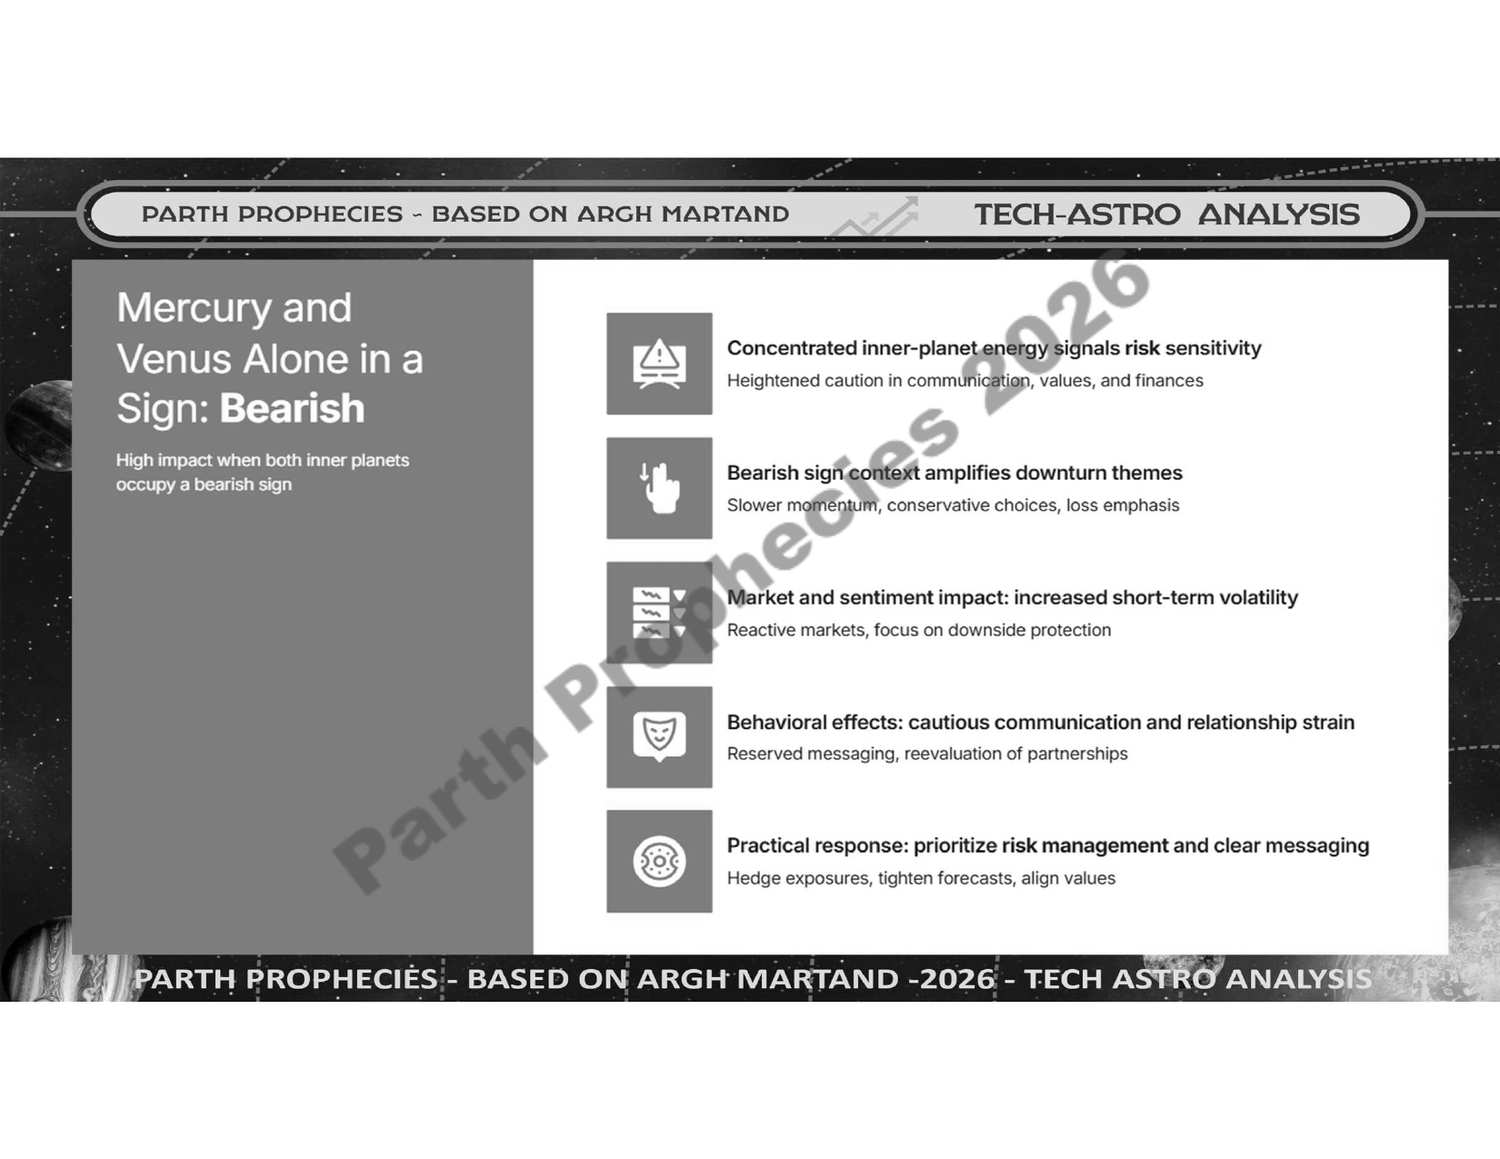 PARTH PROPHECIES - BASED ON ARGH MARTAND
TECH-ASTRO ANALYSIS
Mercury and
Venus Alone in a
Sign: Bearish
High impact when both inner planets
occupy a bearish sign
Concentrated inner-planet energy signals risk sensitivity
Heightened caution in communication, values, and finances
Bearish sign context amplifies downturn themes
Slower momentum, conservative choices, loss emphasis
Market and sentiment impact: increased short-term volatility
Reactive markets, focus on downside protection
Behavioral effects: cautious communication and relationship strain
Reserved messaging, reevaluation of partnerships
Practical response: prioritize risk management and clear messaging
Hedge exposures, tighten forecasts, align values
Parth Prophecies 2026
PARTH PROPHECIES - BASED ON ARGH MARTAND -2026 - TECH ASTRO ANALYSIS